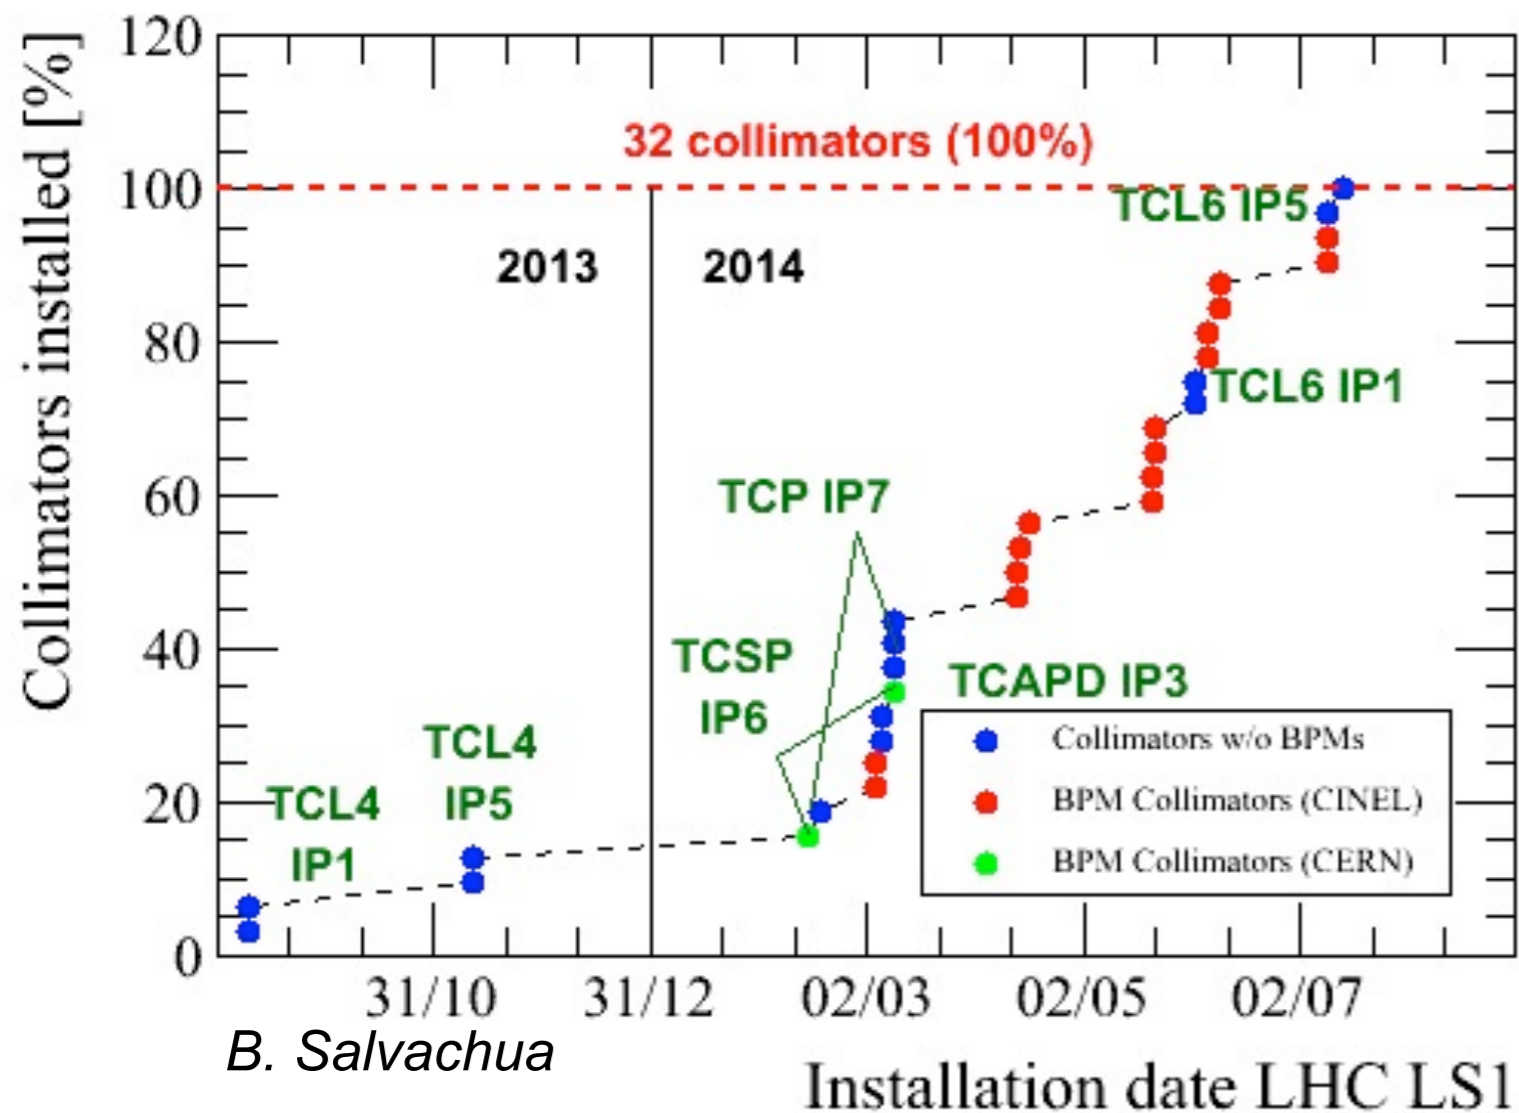 Collimators installed [%]
120
100
80
60
40
20
0
32 collimators (100%)
2013
2014
TCL6 IP5
TCL6 IP1
TCP IP7
TCSP
IP6
TCAPD IP3
TCL4
IP5
TCL4
IP1
Collimators w/o BPMs
BPM Collimators (CINEL)
BPM Collimators (CERN)
31/10
31/12
02/03
02/05
02/07
B. Salvachua
Installation date LHC LS1